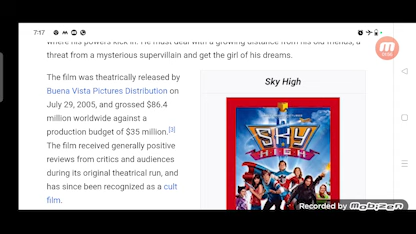 7:17
where his powers kick in. He must deal with a growing distance from his old friends, a
threat from a mysterious supervillain and get the girl of his dreams.
The film was theatrically released by
Buena Vista Pictures Distribution on
July 29, 2005, and grossed $86.4
million worldwide against a
production budget of $35 million.[3]
The film received generally positive
reviews from critics and audiences
during its original theatrical run, and
has since been recognized as a cult
film.
Sky High
SKY
HIGH
Recorded by Mobizen